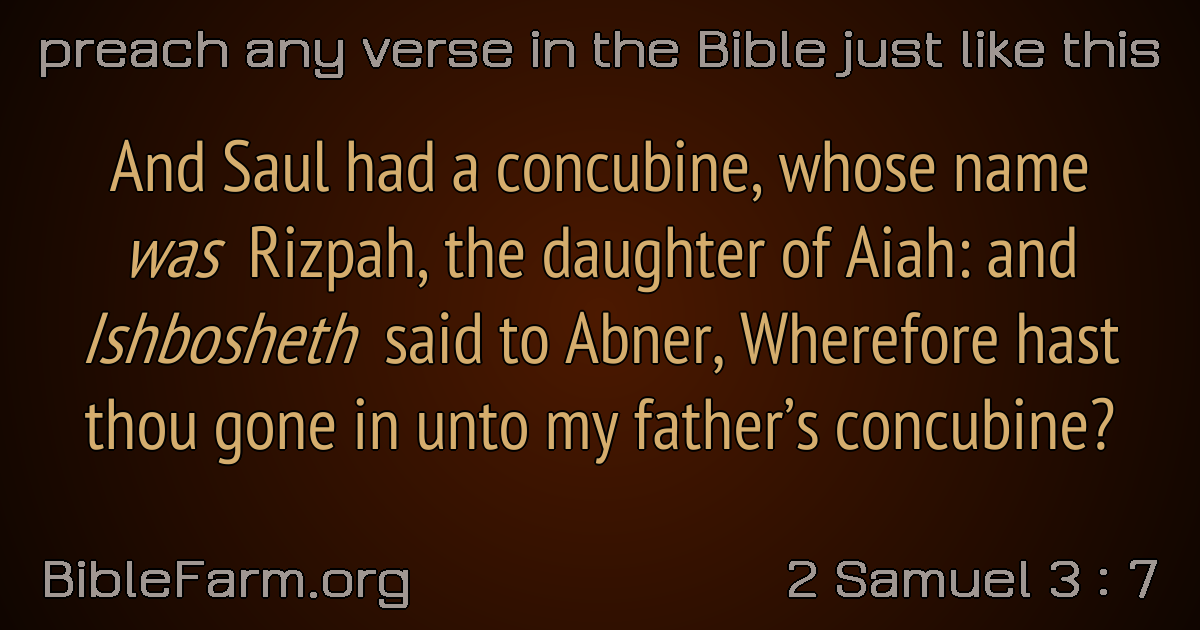 preach any verse in the Bible just like this
And Saul had a concubine, whose name
was Rizpah, the daughter of Aiah: and
Ishbosheth said to Abner, Wherefore hast
thou gone in unto my father’s concubine?
BibleFarm.org
2 Samuel 3 : 7